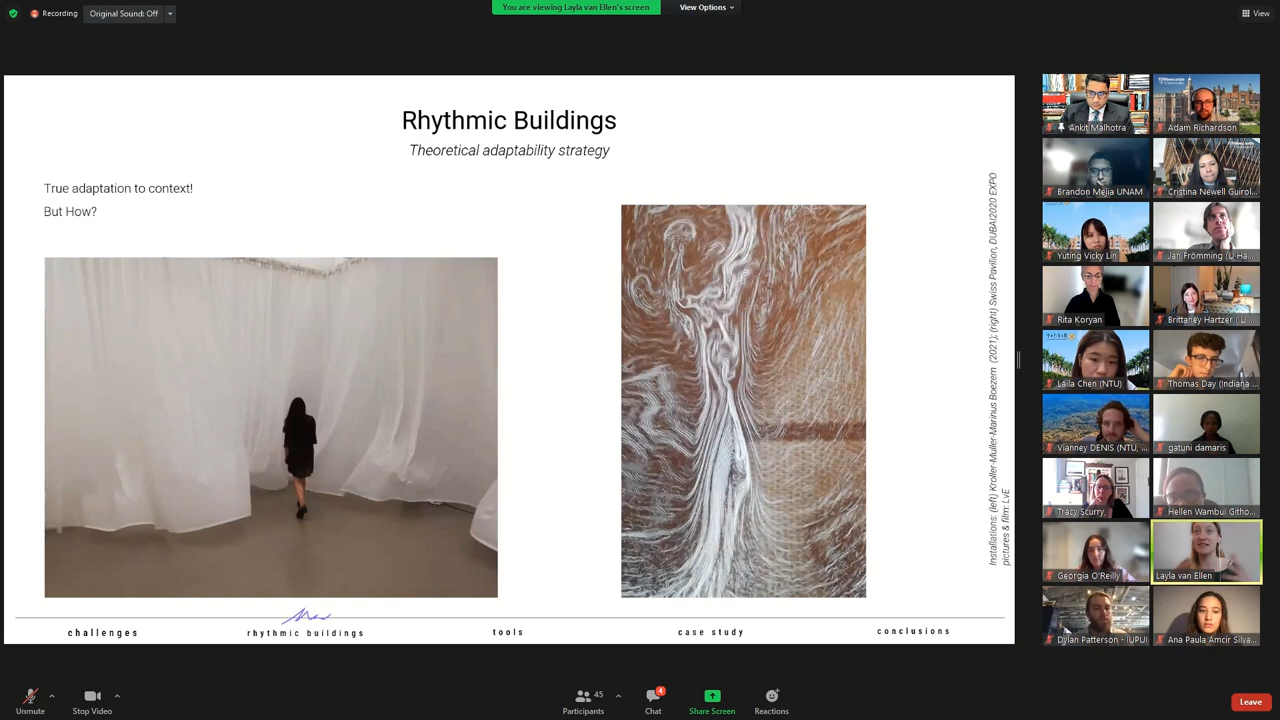 Recording
Original Sound: Off
You are viewing Layla van Ellen's screen
View Options
View
Rhythmic Buildings
Theoretical adaptability strategy
True adaptation to context!
But How?
Installations: (left) Kroller-Muller-Marinus Boezem (2021); (right) Swiss Pavilion, DUBAI2020 EXPO
pictures & film: LvE
challenges
rhythmic buildings
tools
case study
conclusions
Ankit Malhotra
Adam Richardson
Brandon Mejia UNAM
Cristina Newell Guirol...
Yuting Vicky Lin
Jan Frömming (U Ha...
Rita Koryan
Brittaney Hartzer (
Laila Chen (NTU)
Thomas Day (Indiana ...
Vianney DENIS (NTU, ...
gatuni damaris
Tracy Scurry,
Hellen Wambui Githo...
Georgia O'Reilly
Layla van Ellen
Dylan Patterson - IUPUI
Ana Paula Amcir Silva...
Unmute
Stop Video
45
Participants
4
Chat
Share Screen
Reactions
Leave